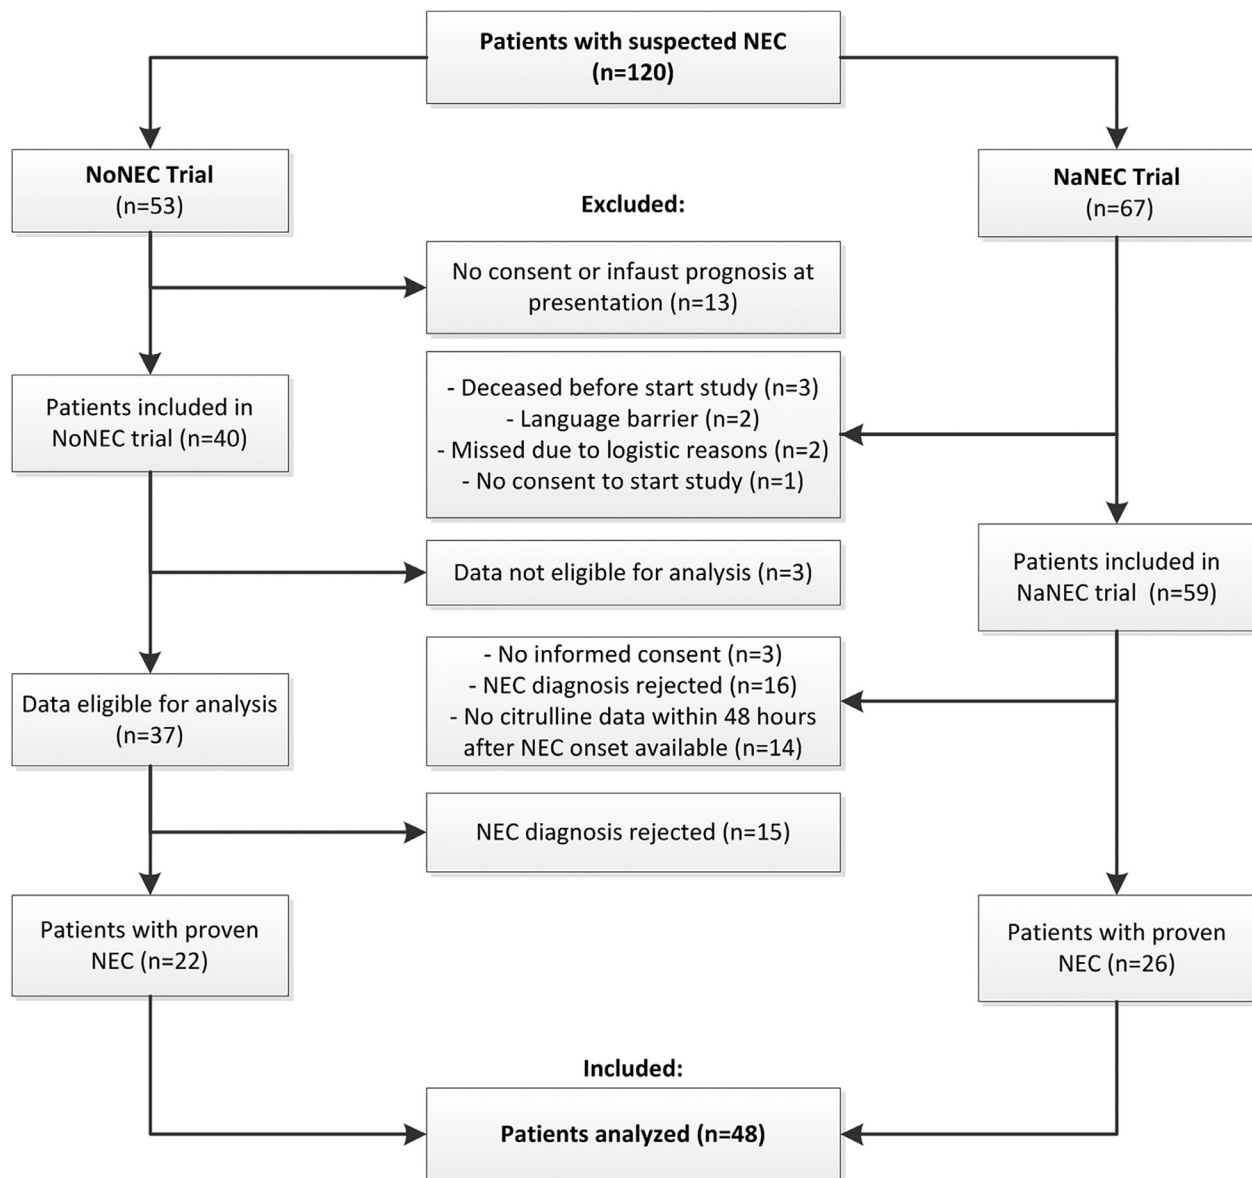 Patients with suspected NEC
(n=120)
NoNEC Trial
(n=53)
NaNEC Trial
(n=67)
Excluded:
No consent or infaust prognosis at
presentation (n=13)
- Deceased before start study (n=3)
- Language barrier (n=2)
- Missed due to logistic reasons (n=2)
- No consent to start study (n=1)
Patients included in
NoNEC trial (n=40)
Data not eligible for analysis (n=3)
Patients included in
NaNEC trial (n=59)
- No informed consent (n=3)
- NEC diagnosis rejected (n=16)
- No citrulline data within 48 hours
after NEC onset available (n=14)
Data eligible for analysis
(n=37)
NEC diagnosis rejected (n=15)
Patients with proven
NEC (n=22)
Patients with proven
NEC (n=26)
Included:
Patients analyzed (n=48)